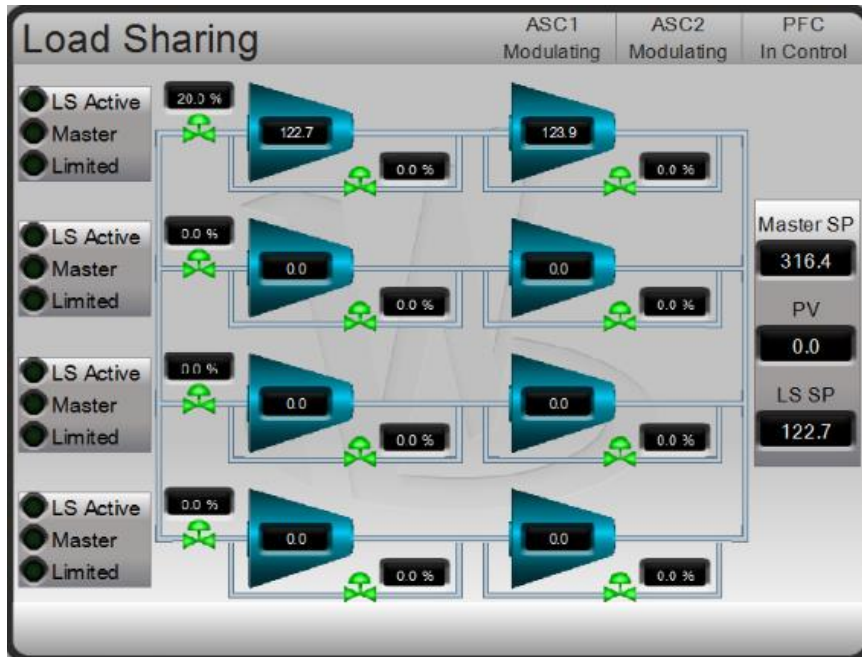 Load Sharing
ASC1 ASC2 PFC
Modulating Modulating In Control
LS Active
Master
Limited
20.0 %
122.7
123.9
0.0 %
0.0 %
LS Active
Master
Limited
0.0 %
0.0
0.0
0.0 %
0.0 %
LS Active
Master
Limited
0.0 %
0.0
0.0
0.0 %
0.0 %
LS Active
Master
Limited
0.0 %
0.0
0.0
0.0 %
0.0 %
Master SP
316.4
PV
0.0
LS SP
122.7